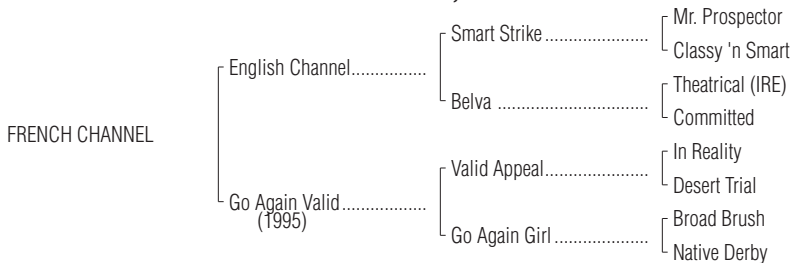 Mr. Prospector
Smart Strike ......................
Classy 'n Smart
English Channel................
Theatrical (IRE)
Belva ................................
Committed
FRENCH CHANNEL
In Reality
Valid Appeal......................
Desert Trial
Go Again Valid..................
(1995)
Broad Brush
Go Again Girl ....................
Native Derby